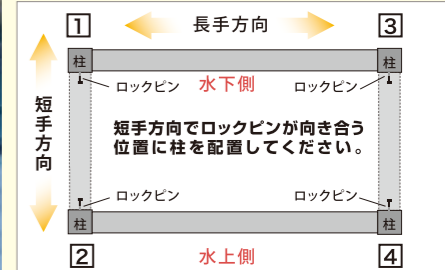 1 長手方向 3
柱 柱
ロックピン 水下側 ロックピン
短手方向
短手方向でロックピンが向き合う
位置に柱を配置してください。
ロックピン ロックピン
柱 柱
2 水上側 4